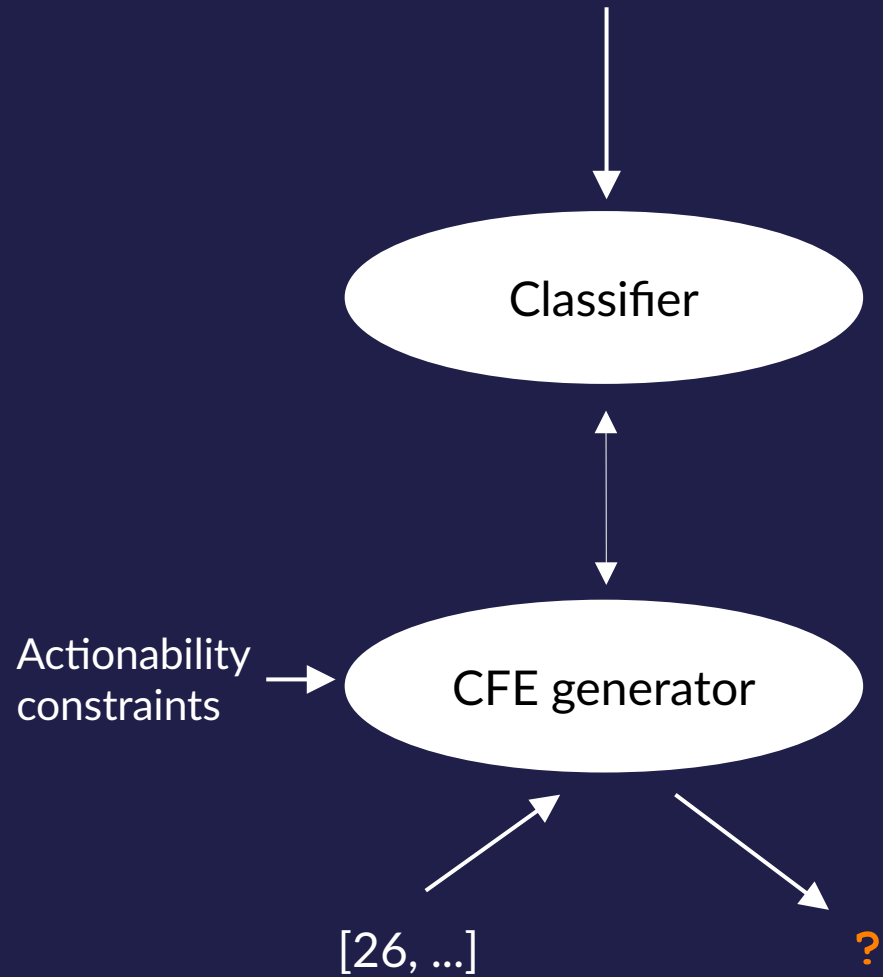 Classifier
Actionability
constraints
CFE generator
[26, ...]
?